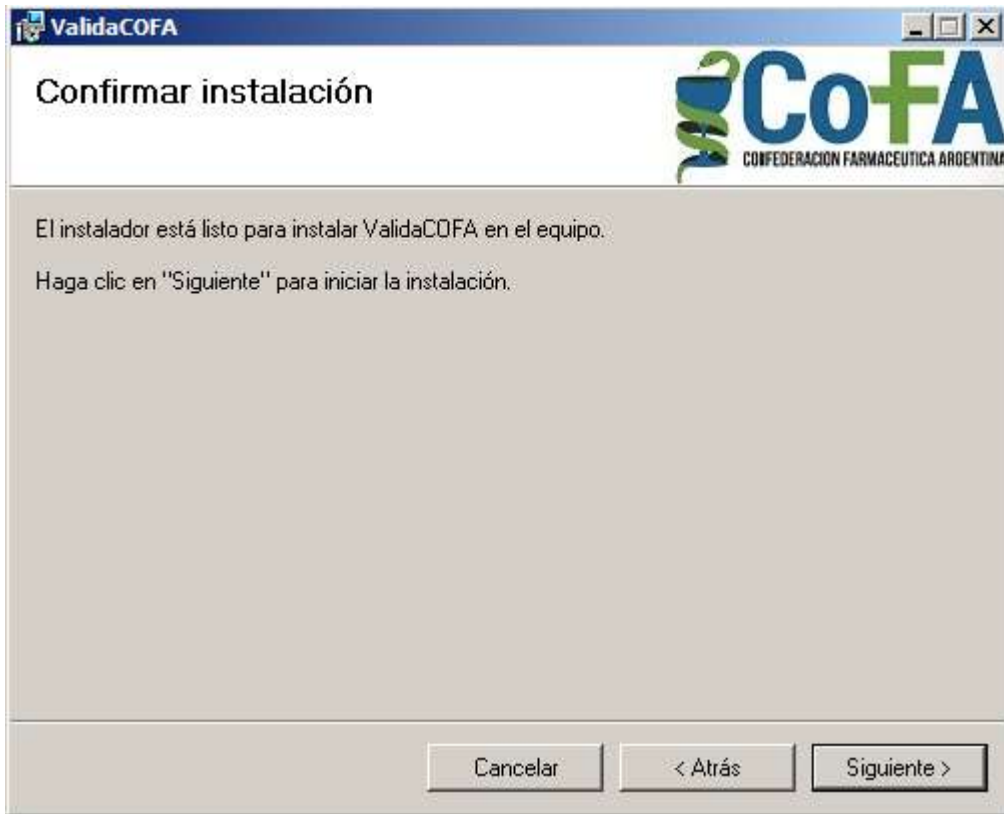 ValidaCOFA
Confirmar instalación
CoFA
CONFEDERACION FARMACEUTICA ARGENTINA
El instalador está listo para instalar ValidaCOFA en el equipo.
Haga clic en "Siguiente" para iniciar la instalación.
Cancelar
< Atrás
Siguiente >